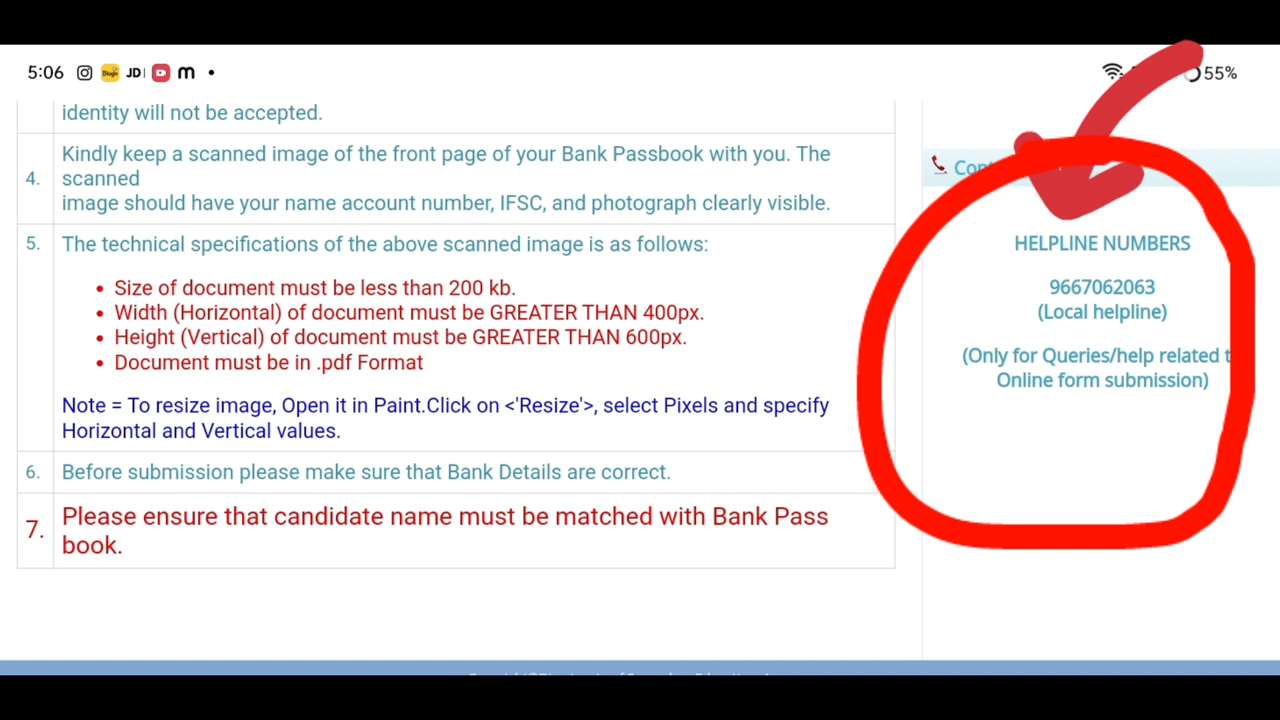 5:06
JD
m
55%
identity will not be accepted.
4. Kindly keep a scanned image of the front page of your Bank Passbook with you. The
scanned
image should have your name account number, IFSC, and photograph clearly visible.
5. The technical specifications of the above scanned image is as follows:
• Size of document must be less than 200 kb.
• Width (Horizontal) of document must be GREATER THAN 400px.
• Height (Vertical) of document must be GREATER THAN 600px.
• Document must be in .pdf Format
Note = To resize image, Open it in Paint.Click on <'Resize'>, select Pixels and specify
Horizontal and Vertical values.
6. Before submission please make sure that Bank Details are correct.
7. Please ensure that candidate name must be matched with Bank Pass
book.
HELPLINE NUMBERS
9667062063
(Local helpline)
(Only for Queries/help related t
Online form submission)